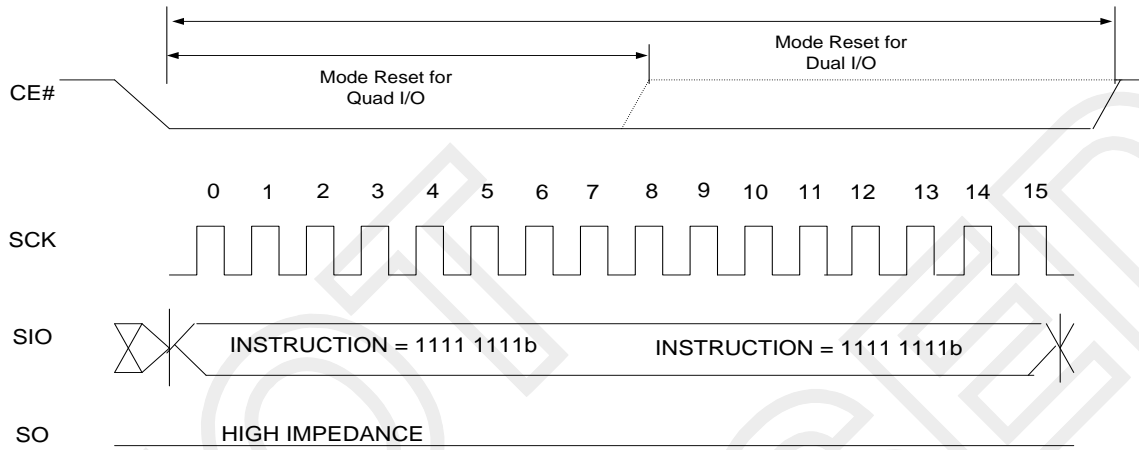 Mode Reset for
Dual I/O
Mode Reset for
Quad I/O
CE#
0 1 2 3 4 5 6 7 8 9 10 11 12 13 14 15
SCK
SIO
INSTRUCTION = 1111 1111b INSTRUCTION = 1111 1111b
SO
HIGH IMPEDANCE